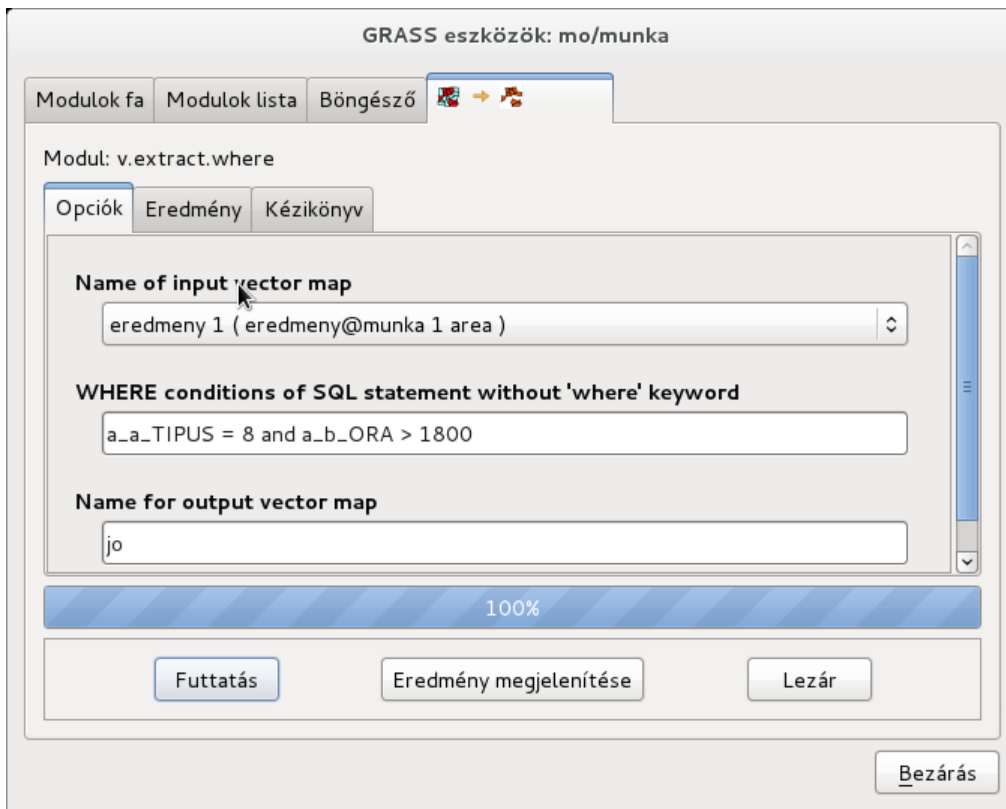 GRASS eszközök: mo/munka
Modulok fa
Modulok lista
Böngésző
Modul: v.extract.where
Opciók
Eredmény
Kézikönyv
Name of input vector map
eredmeny 1 ( eredmeny@munka 1 area )
WHERE conditions of SQL statement without 'where' keyword
a_a_TIPUS = 8 and a_b_ORA > 1800
Name for output vector map
jo
100%
Futtatás
Eredmény megjelenítése
Lezár
Bezárás